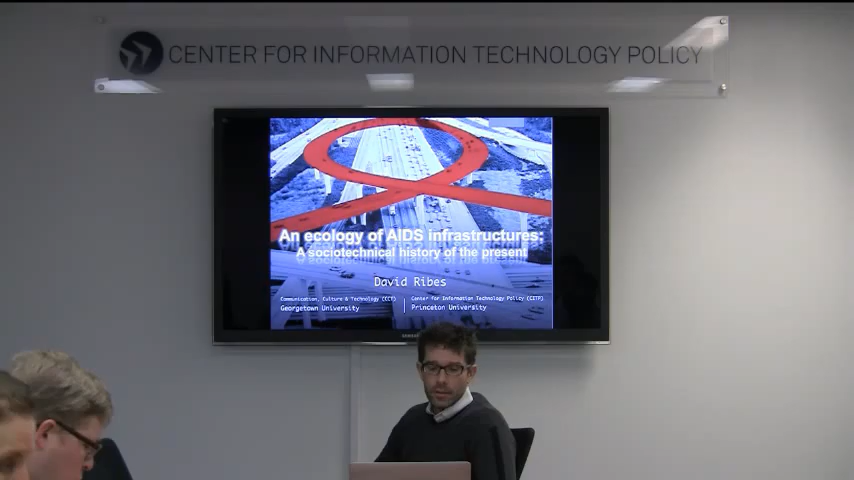 CENTER FOR INFORMATION TECHNOLOGY POLICY
An ecology of AIDS infrastructures:
A sociotechnical history of the present
David Ribes
Communication, Culture & Technology (CCT)
Georgetown University
Center for Information Technology Policy (CITP)
Princeton University
SAMSUNG